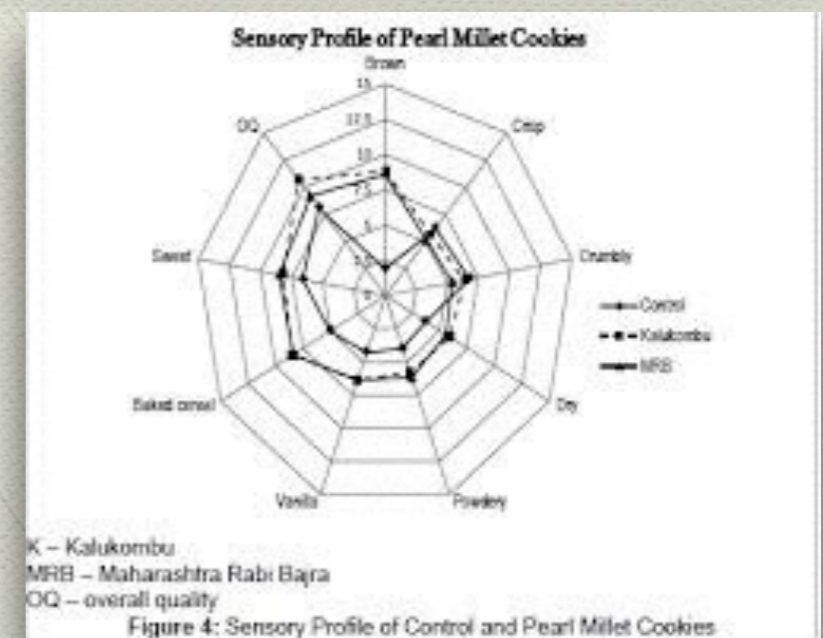 Sensory Profile of Pearl Millet Cookies
Brown
15
OQ
12.5
Crisp
10
7.5
5
Sweet
Crumbly
2.5
0
Control
Kalukombu
MRB
Baked cereal
Dry
Vanilla
Powdery
K – Kalukombu
MRB – Maharashtra Rabi Bajra
OQ – overall quality
Figure 4: Sensory Profile of Control and Pearl Millet Cookies